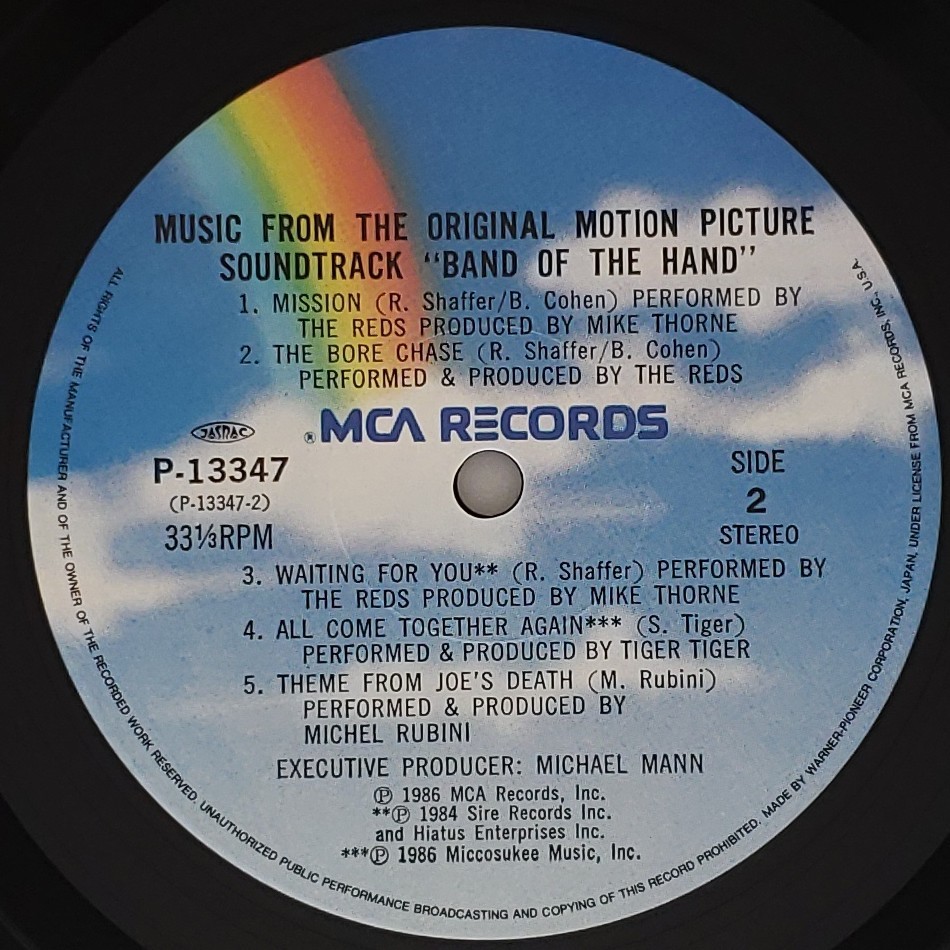 MUSIC FROM THE ORIGINAL MOTION PICTURE
SOUNDTRACK “BAND OF THE HAND”
1. MISSION (R. Shaffer/B. Cohen) PERFORMED BY
THE REDS PRODUCED BY MIKE THORNE
2. THE BORE CHASE (R. Shaffer/B. Cohen)
PERFORMED & PRODUCED BY THE REDS
JASRAC
® MCA RECORDS
P-13347
(P-13347-2)
33⅓RPM
SIDE
2
STEREO
3. WAITING FOR YOU** (R. Shaffer) PERFORMED BY
THE REDS PRODUCED BY MIKE THORNE
4. ALL COME TOGETHER AGAIN*** (S. Tiger)
PERFORMED & PRODUCED BY TIGER TIGER
5. THEME FROM JOE'S DEATH (M. Rubini)
PERFORMED & PRODUCED BY
MICHEL RUBINI
EXECUTIVE PRODUCER: MICHAEL MANN
℗ 1986 MCA Records, Inc.
**℗ 1984 Sire Records Inc.
and Hiatus Enterprises Inc.
***℗ 1986 Miccosukee Music, Inc.
ALL RIGHTS OF THE MANUFACTURER AND OF THE OWNER OF THE RECORDED WORK RESERVED. UNAUTHORIZED PUBLIC PERFORMANCE BROADCASTING AND COPYING OF THIS RECORD PROHIBITED. MADE BY WARNER-PIONEER CORPORATION, JAPAN, UNDER LICENSE FROM MCA RECORDS, INC., U.S.A.